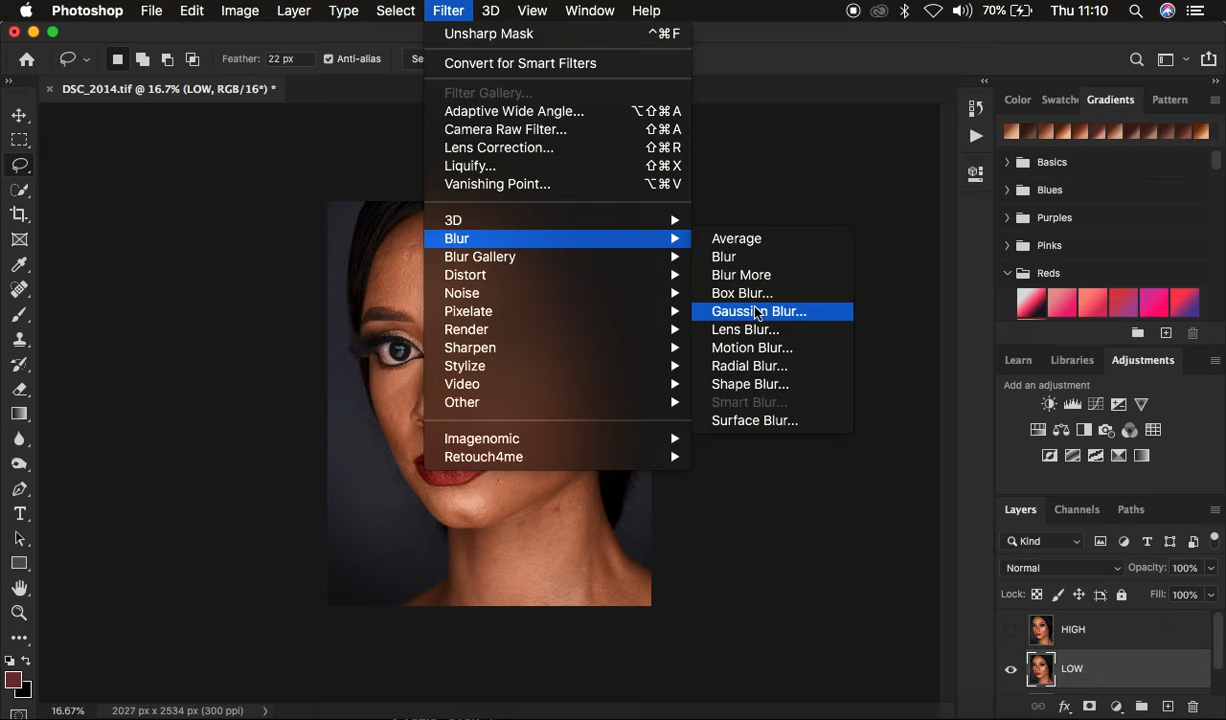 Photoshop File Edit Image Layer Type Select Filter 3D View Window Help 70% Thu 11:10
Feather: 22 px Anti-alias Se
DSC_2014.tif @ 16.7% (LOW, RGB/16*) *
Unsharp Mask ^⌘F
Convert for Smart Filters
Filter Gallery...
Adaptive Wide Angle... ⌥⇧⌘A
Camera Raw Filter... ⇧⌘A
Lens Correction... ⇧⌘R
Liquify... ⇧⌘X
Vanishing Point... ⌥⌘V
3D
Blur
Blur Gallery
Distort
Noise
Pixelate
Render
Sharpen
Stylize
Video
Other
Imagenomic
Retouch4me
Average
Blur
Blur More
Box Blur...
Gaussian Blur...
Lens Blur...
Motion Blur...
Radial Blur...
Shape Blur...
Smart Blur...
Surface Blur...
Color Swatche Gradients Pattern
Basics
Blues
Purples
Pinks
Reds
Learn Libraries Adjustments
Add an adjustment
Layers Channels Paths
Kind
Normal Opacity: 100%
Lock: Fill: 100%
HIGH
LOW
fx
16.67% 2027 px x 2534 px (300 ppi)